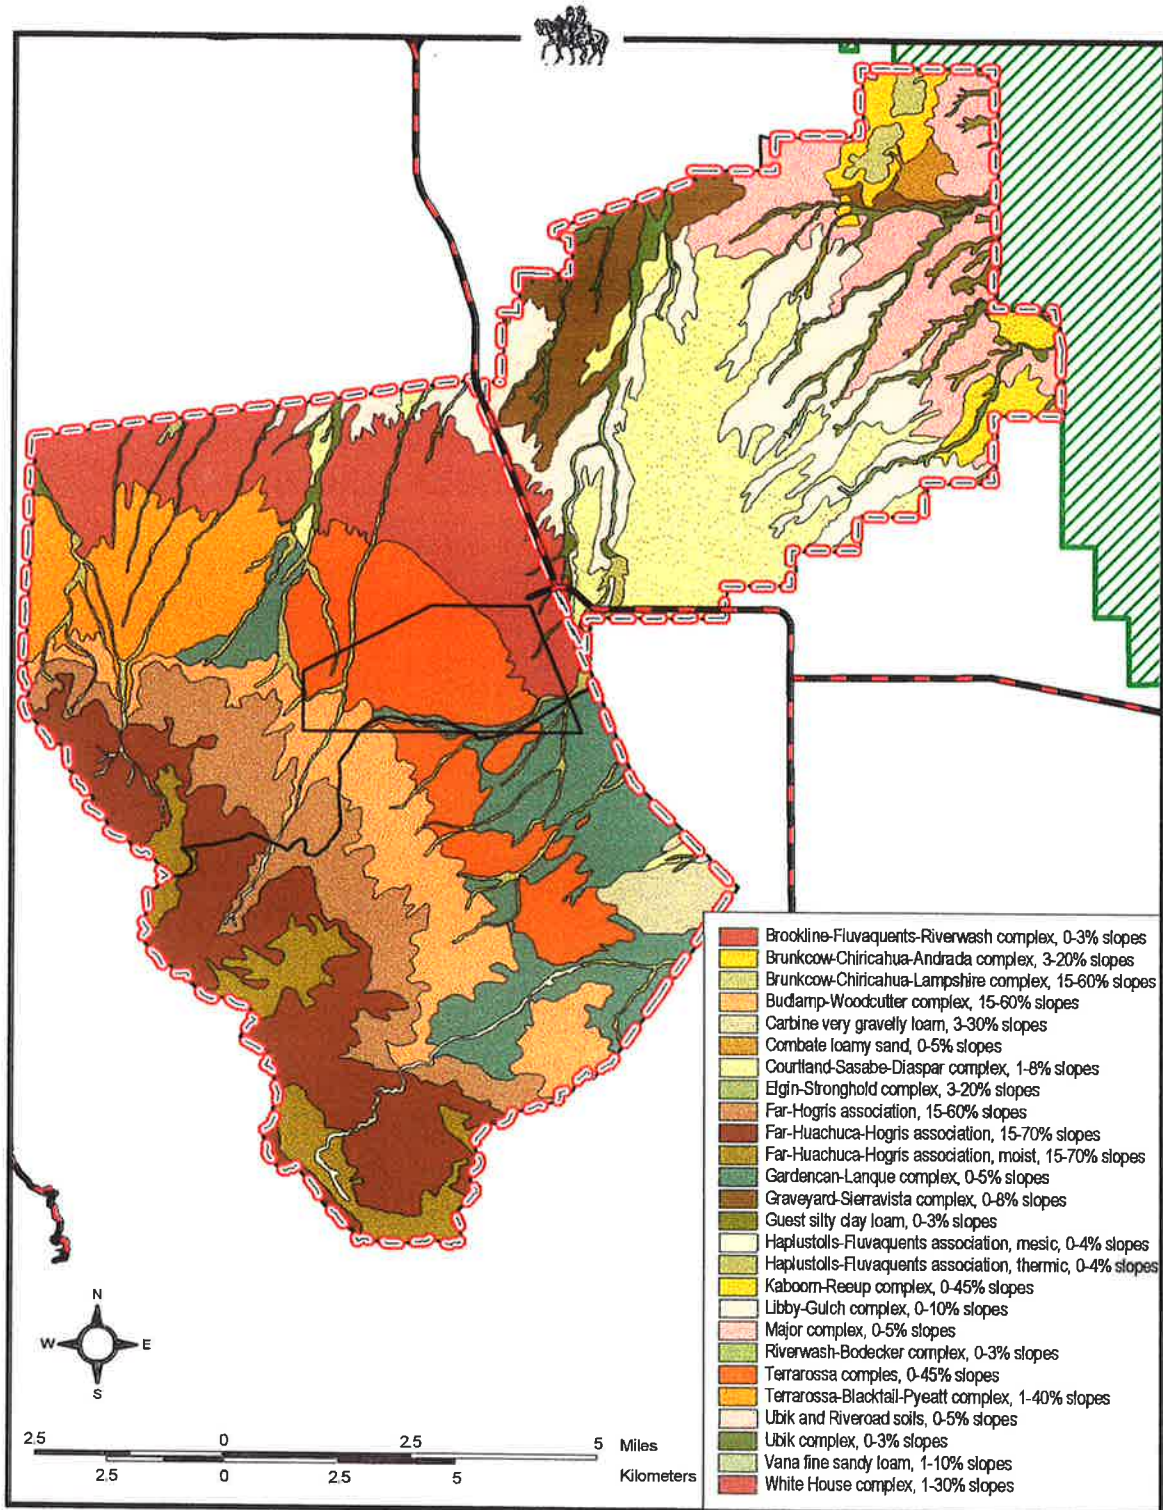 Brookline-Fluvaquents-Riverwash complex, 0-3% slopes
Brunkcow-Chiricahua-Andrada complex, 3-20% slopes
Brunkcow-Chiricahua-Lampshire complex, 15-60% slopes
Budlamp-Woodcutter complex, 15-60% slopes
Carbine very gravelly loam, 3-30% slopes
Combate loamy sand, 0-5% slopes
Courtland-Sasabe-Diaspar complex, 1-8% slopes
Elgin-Stronghold complex, 3-20% slopes
Far-Hogris association, 15-60% slopes
Far-Huachuca-Hogris association, 15-70% slopes
Far-Huachuca-Hogris association, moist, 15-70% slopes
Gardencan-Lanque complex, 0-5% slopes
Graveyard-Sierravista complex, 0-8% slopes
Guest silty clay loam, 0-3% slopes
Haplustolls-Fluvaquents association, mesic, 0-4% slopes
Haplustolls-Fluvaquents association, thermic, 0-4% slopes
Kaboom-Reeup complex, 0-45% slopes
Libby-Gulch complex, 0-10% slopes
Major complex, 0-5% slopes
Riverwash-Bodecker complex, 0-3% slopes
Terrarossa comples, 0-45% slopes
Terrarossa-Blacktail-Pyeatt complex, 1-40% slopes
Ubik and Riveroad soils, 0-5% slopes
Ubik complex, 0-3% slopes
Vana fine sandy loam, 1-10% slopes
White House complex, 1-30% slopes
N
W E
S
2.5 0 2.5 5 Miles
2.5 0 2.5 5 Kilometers